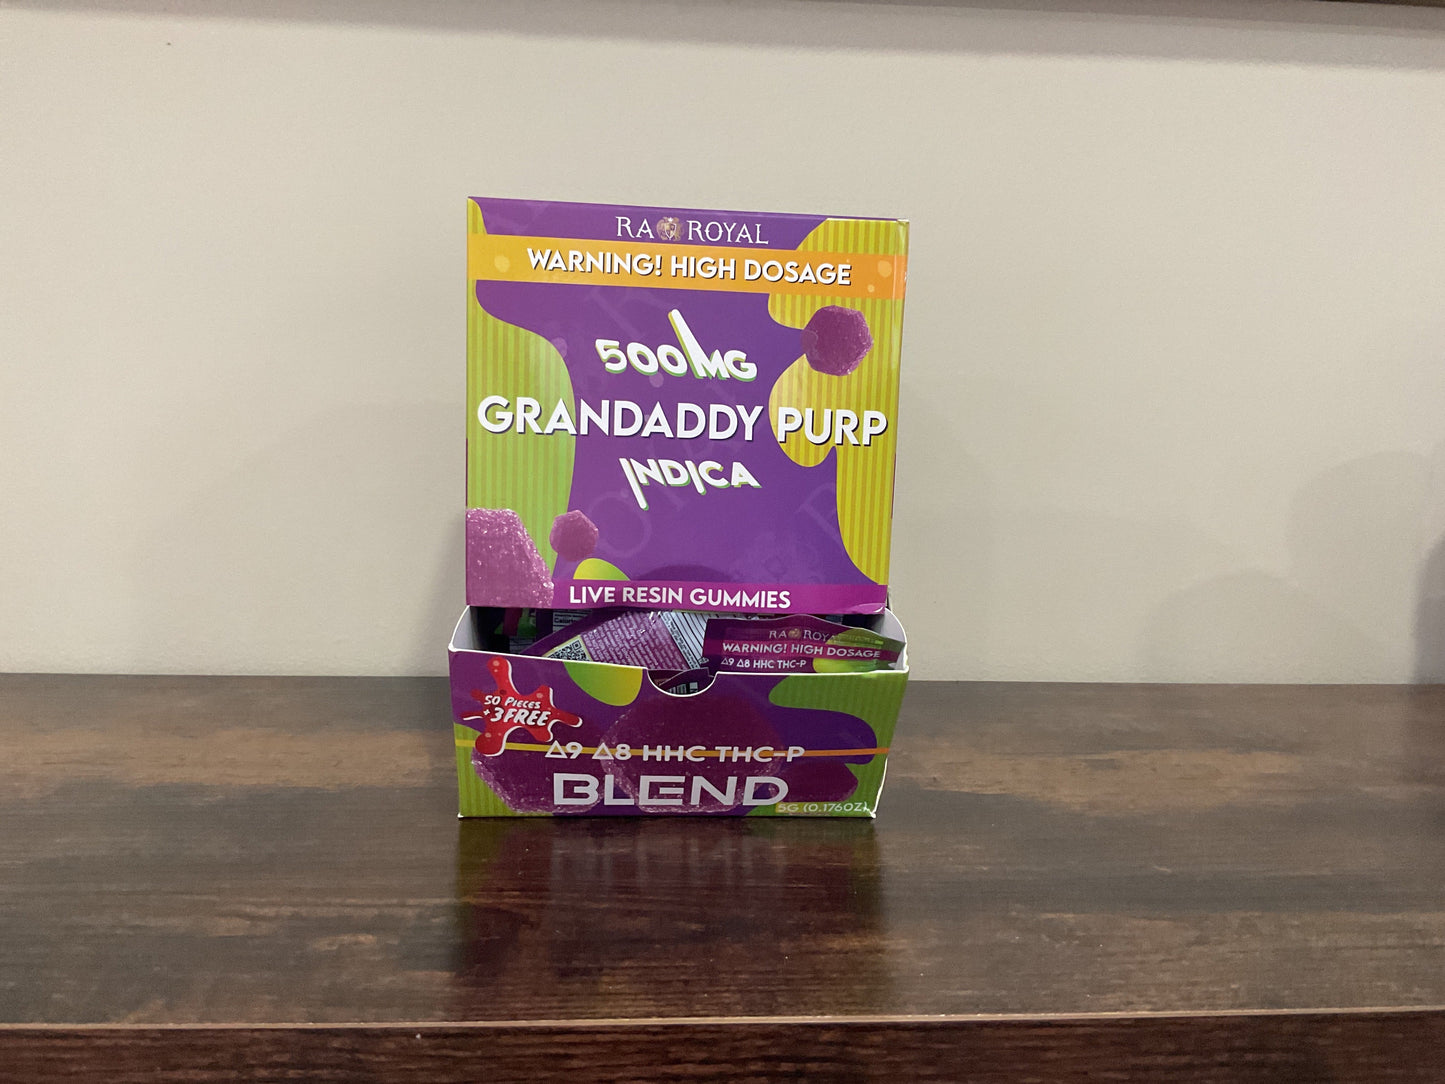 RA ROYAL
WARNING! HIGH DOSAGE
500MG
GRANDADDY PURP
INDICA
LIVE RESIN GUMMIES
RA ROYAL
WARNING! HIGH DOSAGE
Δ9 Δ8 HHC THC-P
50 PIECES
+3 FREE
Δ9 Δ8 HHC THC-P
BLEND
5G (0.176OZ)